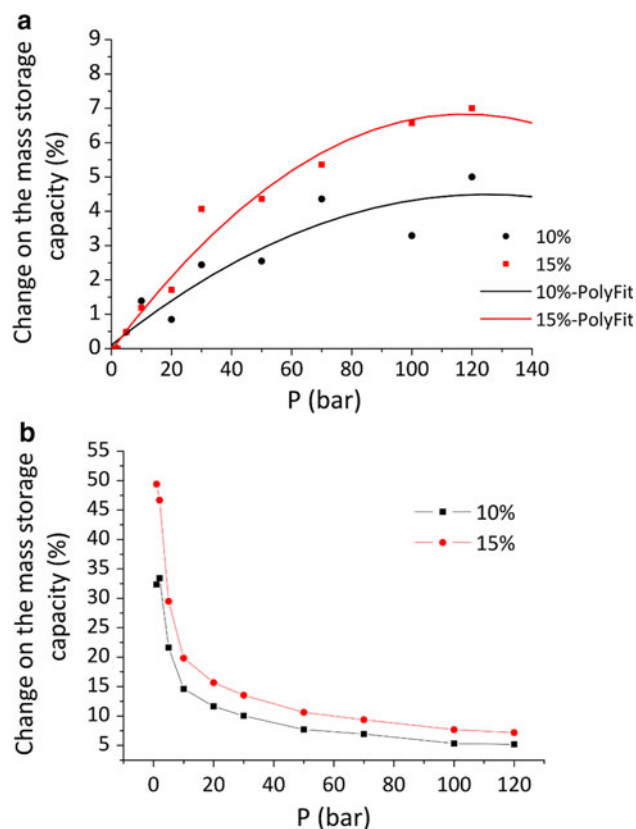 a
Change on the mass storage
capacity (%)
9
8
7
6
5
4
3
2
1
0
10%
15%
10%-PolyFit
15%-PolyFit
0 20 40 60 80 100 120 140
P (bar)
b
Change on the mass storage
capacity (%)
55
50
45
40
35
30
25
20
15
10
5
10%
15%
0 20 40 60 80 100 120
P (bar)